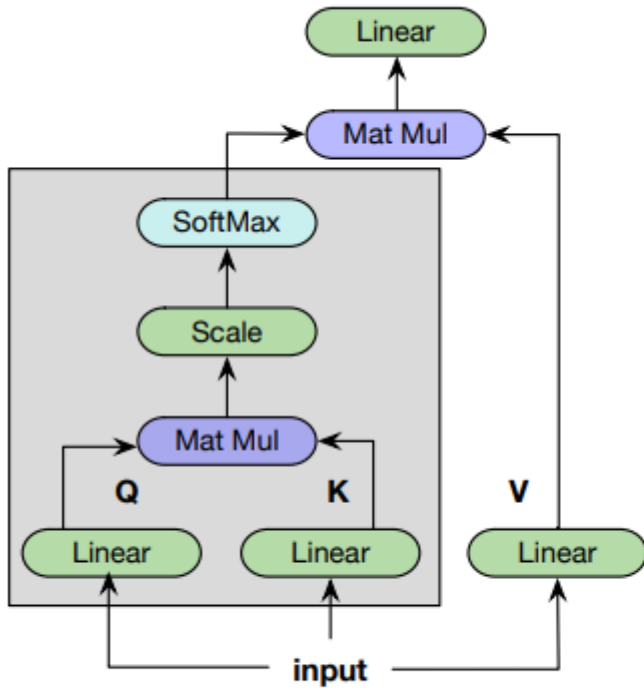 Linear
Mat Mul
SoftMax
Scale
Mat Mul
Q K V
Linear Linear Linear
input